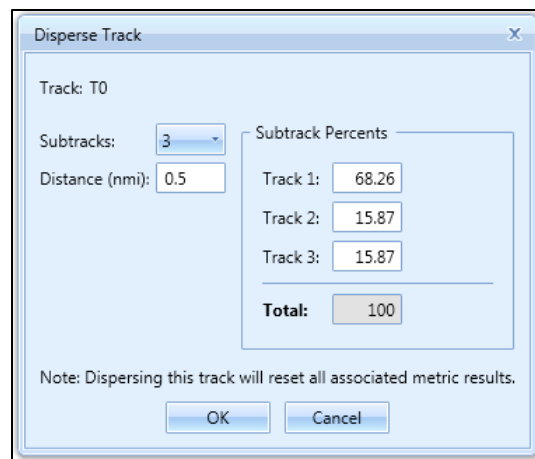 Disperse Track
Track: T0
Subtracks: 3
Distance (nmi): 0.5
Subtrack Percents
Track 1: 68.26
Track 2: 15.87
Track 3: 15.87
Total: 100
Note: Dispersing this track will reset all associated metric results.
OK Cancel